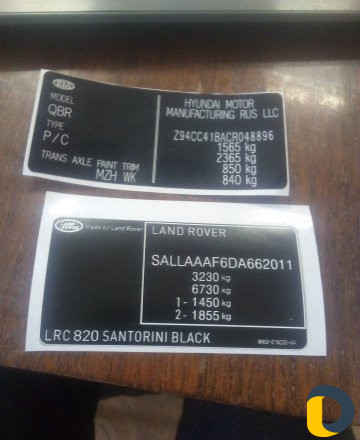 MODEL
QBR
TYPE
P/C
TRANS AXLE PAINT TRIM
MZH WK
HYUNDAI MOTOR
MANUFACTURING RUS LLC
Z94CC41BACR048896
1565 kg
2365 kg
850 kg
840 kg
LAND
ROVER
Made by Land Rover
LAND ROVER
SALLAAAF6DA662011
3230 kg
6730 kg
1- 1450 kg
2- 1855 kg
LRC 820 SANTORINI BLACK